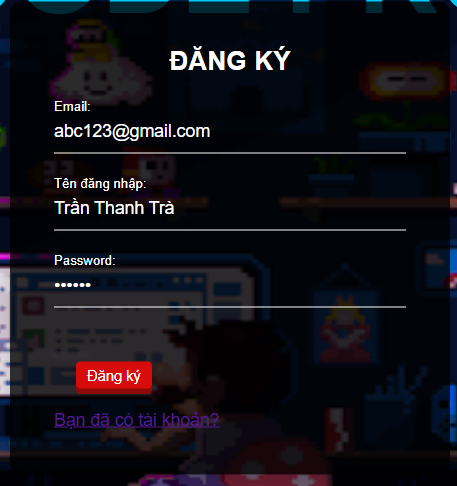 ĐĂNG KÝ
Email:
abc123@gmail.com
Tên đăng nhập:
Trần Thanh Trà
Password:
••••••
Đăng ký
Bạn đã có tài khoản?